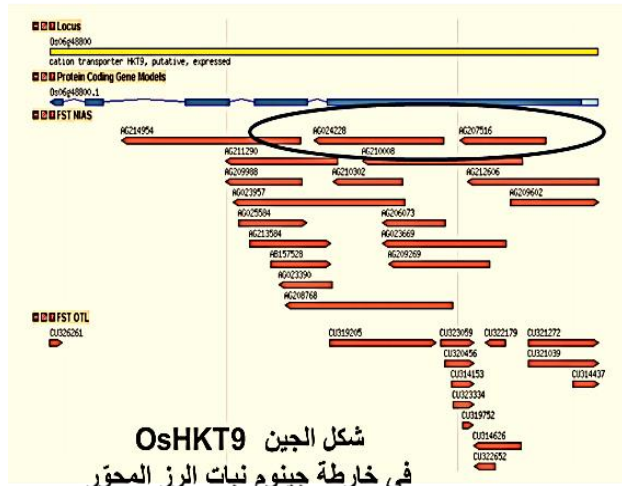 Locus
Os06g48800
cation transporter HKT9, putative, expressed
Protein Coding Gene Models
Os06g48800.1
FST NIAS
AG214954 AG024228 AG207516
AG211290 AG210008
AG209988 AG210302 AG212606
AG023957 AG209602
AG025584 AG206073
AG213584 AG023669
AB157528 AG209269
AG023390
AG208768
FST OTL
CU326261 CU319205 CU323059 CU322179 CU321272
CU320456 CU321039
CU314153 CU314437
CU323334
CU319752
CU314626
CU322652
شكل الجين OsHKT9
في خارطة جينوم نبات الرز المحوّر